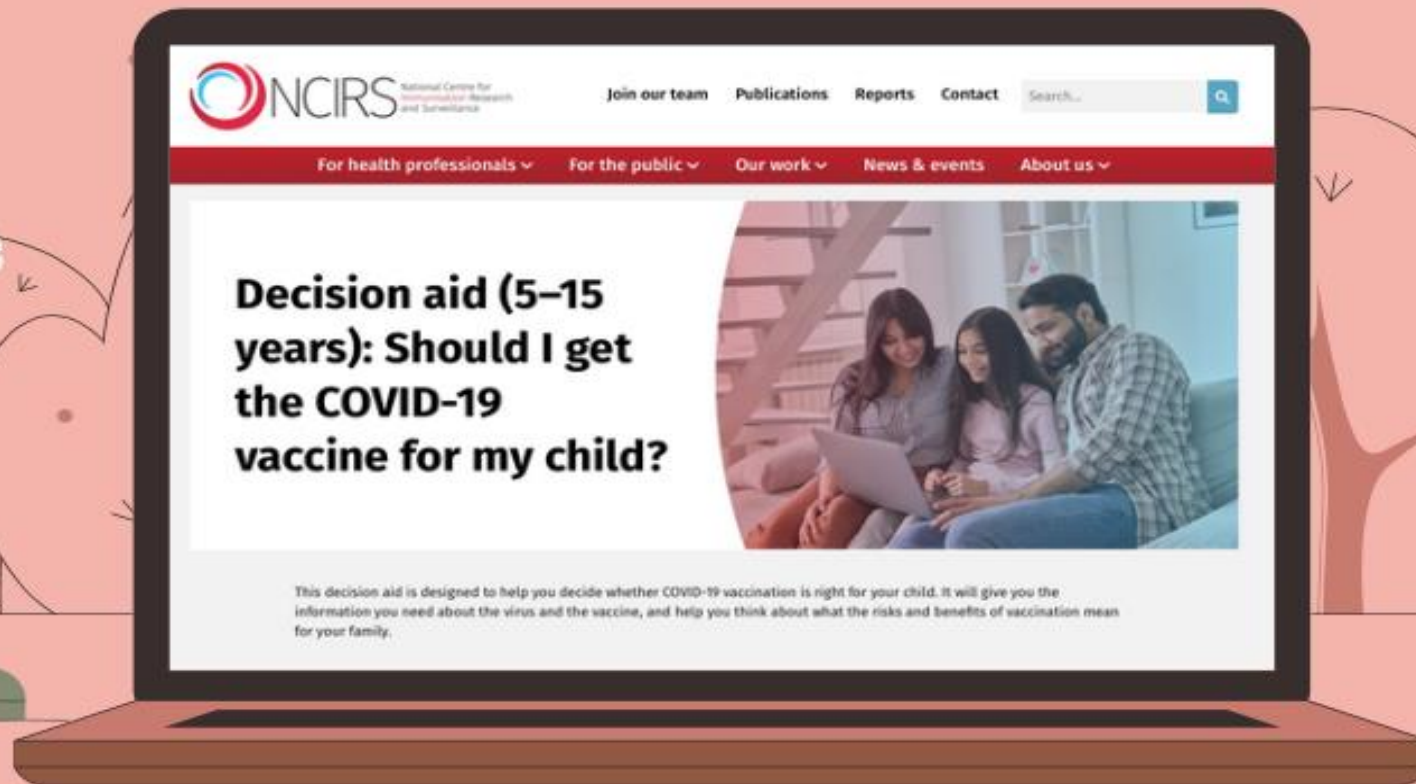 NCIRS
National Centre for
Immunisation Research
and Surveillance
Join our team Publications Reports Contact Search...
For health professionals For the public Our work News & events About us
Decision aid (5–15
years): Should I get
the COVID-19
vaccine for my child?
This decision aid is designed to help you decide whether COVID-19 vaccination is right for your child. It will give you the
information you need about the virus and the vaccine, and help you think about what the risks and benefits of vaccination mean
for your family.